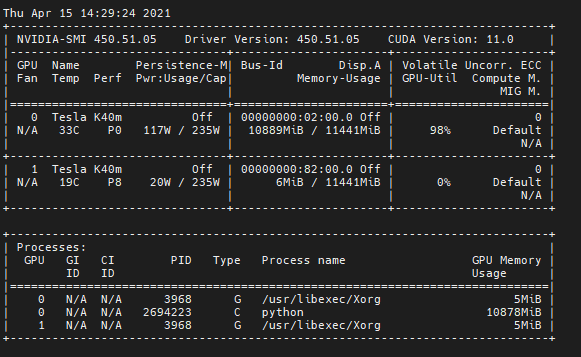 Thu Apr 15 14:29:24 2021
+-----------------------------------------------------------------------------+
| NVIDIA-SMI 450.51.05    Driver Version: 450.51.05    CUDA Version: 11.0     |
|-------------------------------+----------------------+----------------------+
| GPU  Name        Persistence-M| Bus-Id        Disp.A | Volatile Uncorr. ECC |
| Fan  Temp  Perf  Pwr:Usage/Cap|         Memory-Usage | GPU-Util  Compute M. |
|                               |                      |               MIG M. |
|===============================+======================+======================|
|   0  Tesla K40m          Off  | 00000000:02:00.0 Off |                    0 |
| N/A   33C    P0   117W / 235W |  10889MiB / 11441MiB |     98%      Default |
|                               |                      |                  N/A |
+-------------------------------+----------------------+----------------------+
|   1  Tesla K40m          Off  | 00000000:82:00.0 Off |                    0 |
| N/A   19C    P8    20W / 235W |      6MiB / 11441MiB |      0%      Default |
|                               |                      |                  N/A |
+-------------------------------+----------------------+----------------------+

+-----------------------------------------------------------------------------+
| Processes:                                                                  |
|  GPU   GI   CI        PID   Type   Process name                  GPU Memory |
|        ID   ID                                                   Usage      |
|=============================================================================|
|    0   N/A  N/A      3968      G   /usr/libexec/Xorg                   5MiB |
|    0   N/A  N/A   2694223      C   python                          10878MiB |
|    1   N/A  N/A      3968      G   /usr/libexec/Xorg                   5MiB |
+-----------------------------------------------------------------------------+